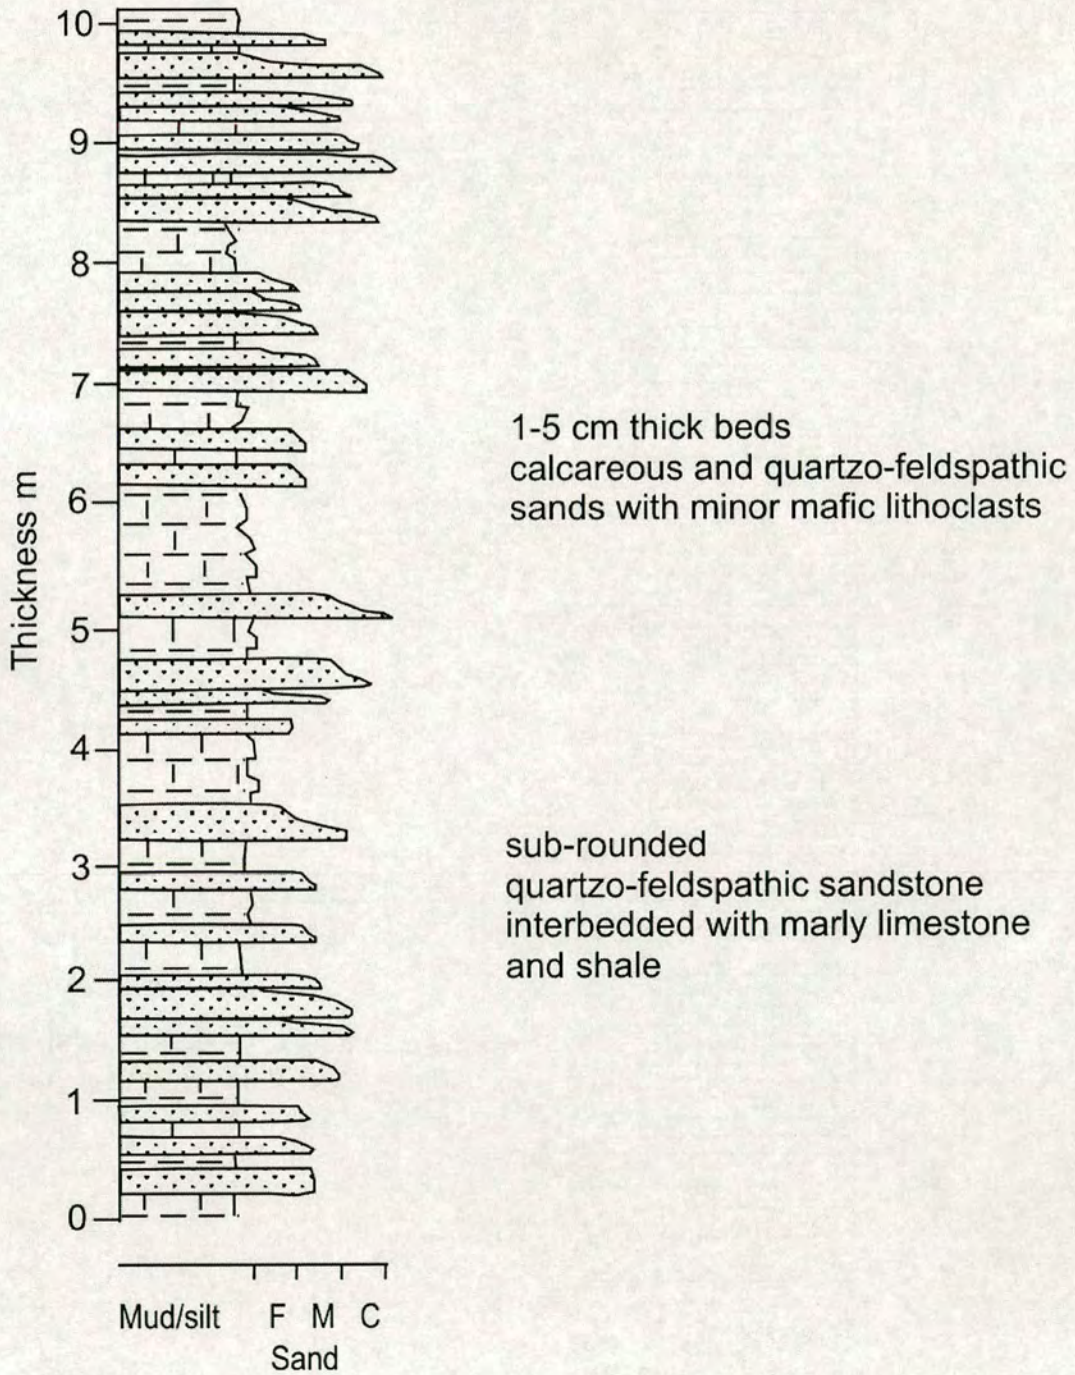 10
9
8
7
6
5
4
3
2
1
0
Thickness m
1-5 cm thick beds
calcareous and quartzo-feldspathic
sands with minor mafic lithoclasts
sub-rounded
quartzo-feldspathic sandstone
interbedded with marly limestone
and shale
Mud/silt F M C
Sand